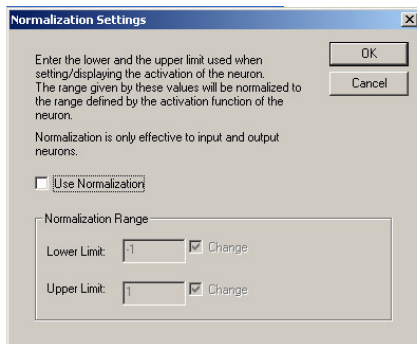 Normalization Settings
Enter the lower and the upper limit used when
setting/displaying the activation of the neuron.
The range given by these values will be normalized to
the range defined by the activation function of the
neuron.
Normalization is only effective to input and output
neurons.
OK
Cancel
Use Normalization
Normalization Range
Lower Limit: -1 Change
Upper Limit: 1 Change